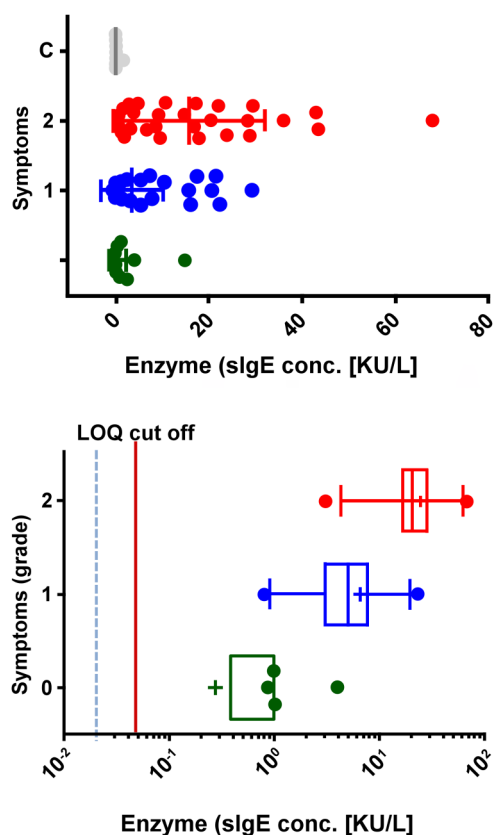 C
2
Symptoms
1
0 20 40 60 80
Enzyme (sIgE conc. [KU/L]
LOQ cut off
2
Symptoms (grade)
1
0
10-2 10-1 100 101 102
Enzyme (sIgE conc. [KU/L]